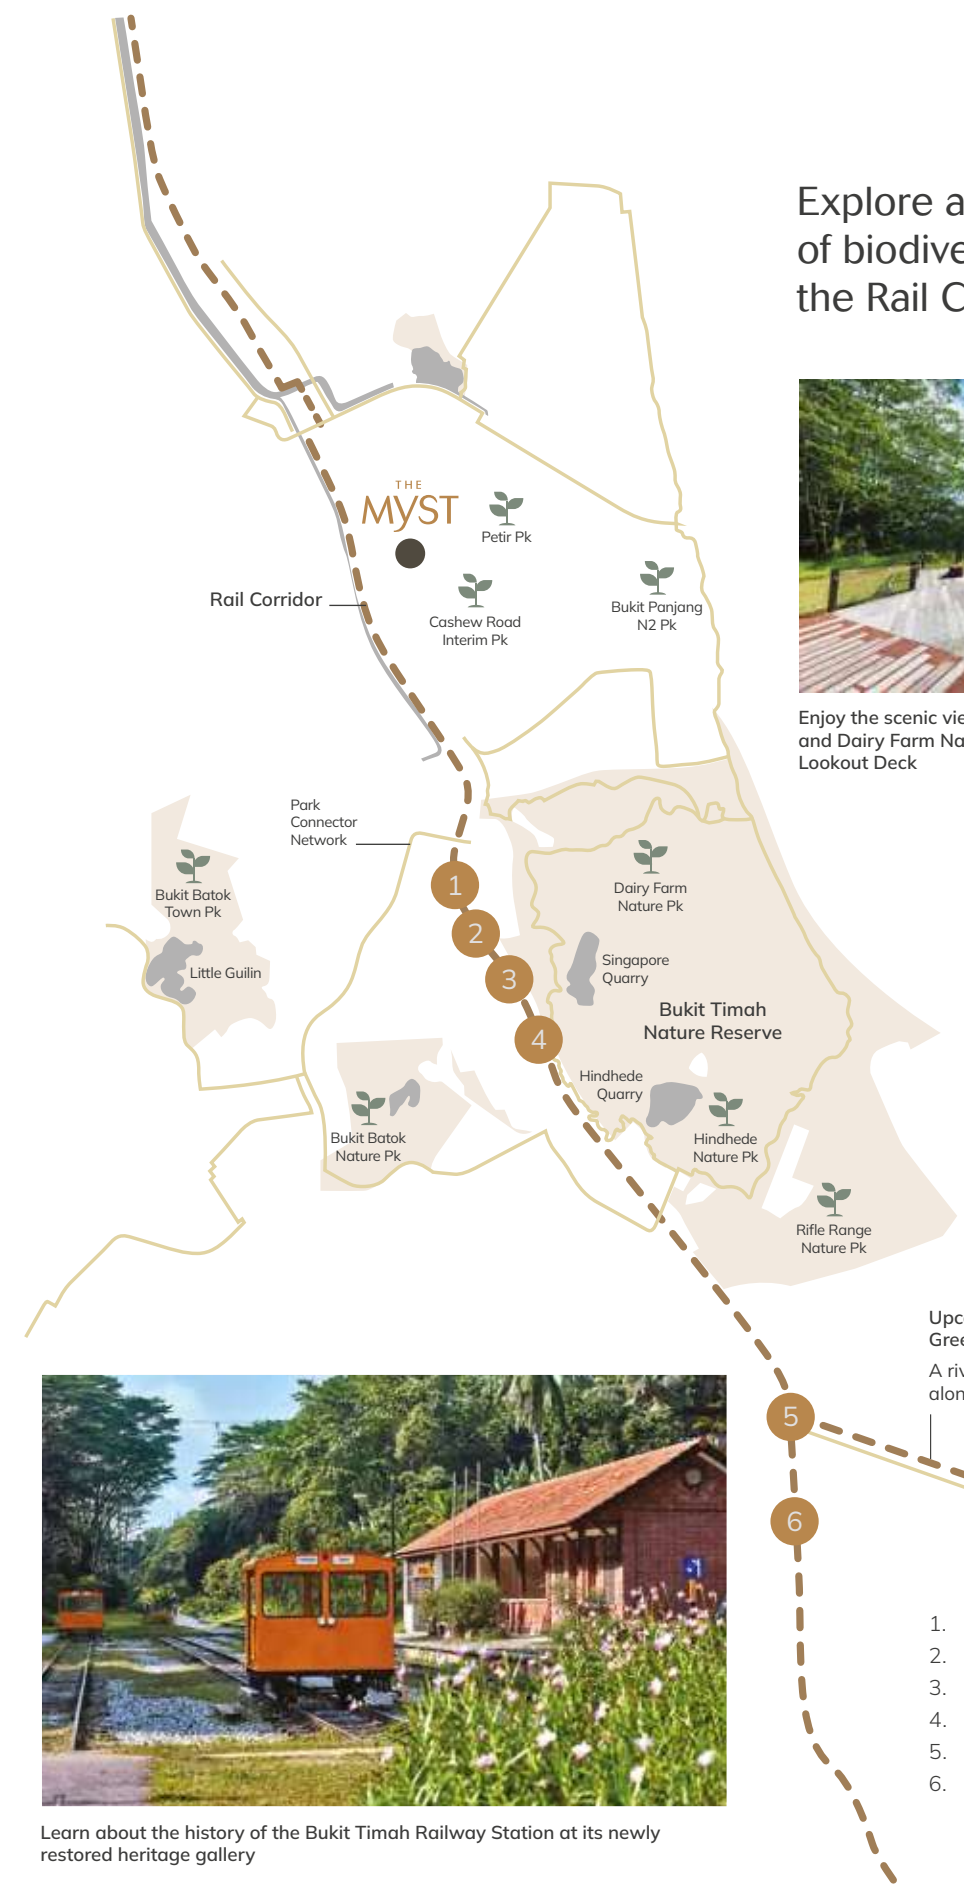 Explore a
of biodive
the Rail C
THE
MYST
Petir Pk
Rail Corridor
Cashew Road
Interim Pk
Bukit Panjang
N2 Pk
Enjoy the scenic vie
and Dairy Farm Na
Lookout Deck
Park
Connector
Network
Bukit Batok
Town Pk
Little Guilin
1
2
3
4
Dairy Farm
Nature Pk
Singapore
Quarry
Bukit Timah
Nature Reserve
Hindhede
Quarry
Hindhede
Nature Pk
Bukit Batok
Nature Pk
Rifle Range
Nature Pk
Upc
Gree
A riv
alon
5
6
1.
2.
3.
4.
5.
6.
Learn about the history of the Bukit Timah Railway Station at its newly
restored heritage gallery